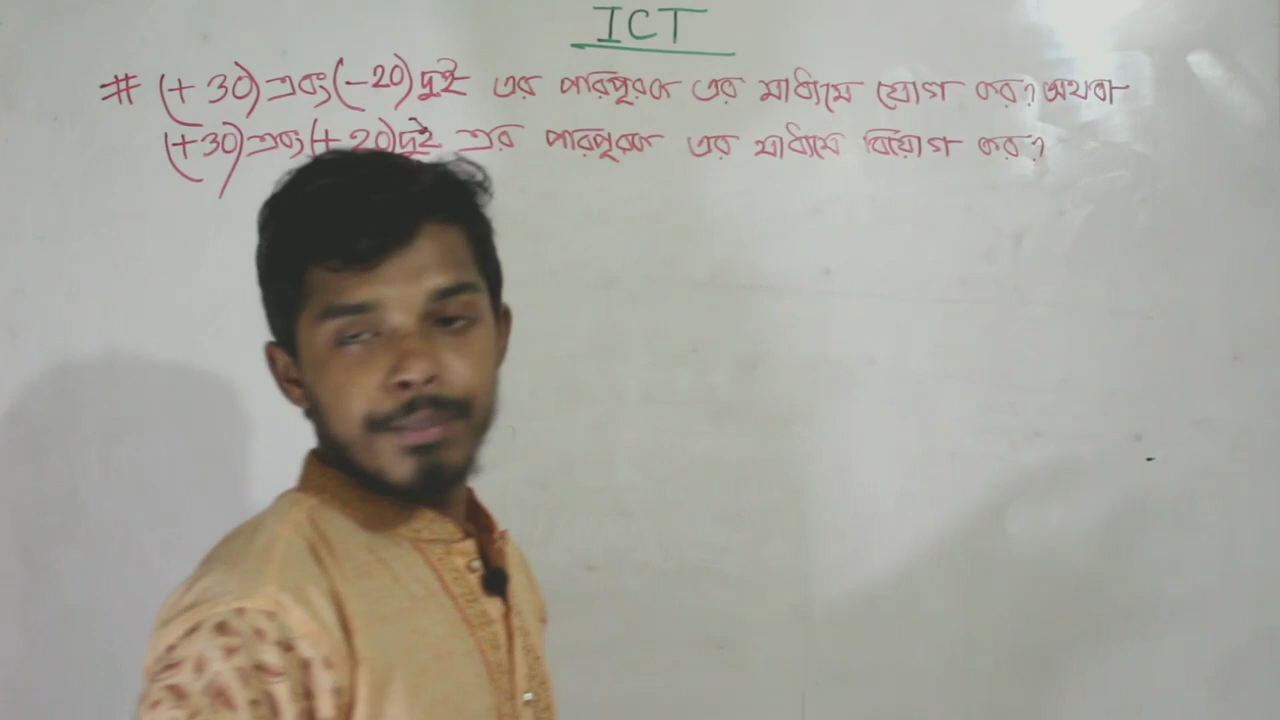 ICT
# (+ 30) এবং (- 20) দুই এর পরিপূরক এর মাধ্যমে যোগ কর? অথবা
(+30) এবং (+ 20) দুই এর পরিপূরক এর মাধ্যমে বিয়োগ কর?